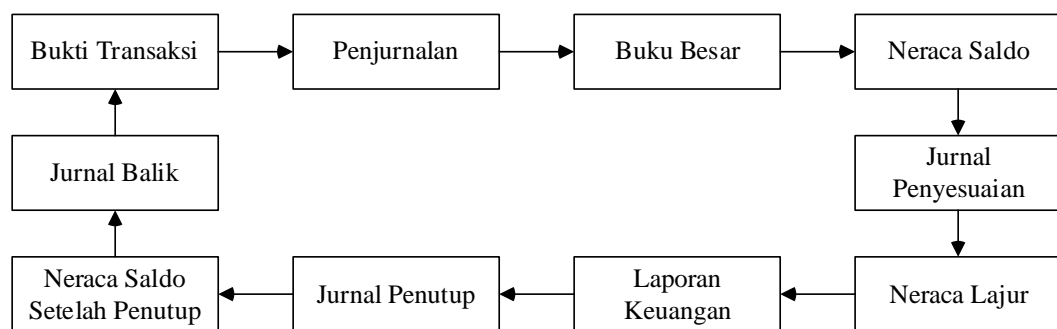 Bukti Transaksi
Penjurnalan
Buku Besar
Neraca Saldo
Jurnal
Penyesuaian
Neraca Lajur
Laporan
Keuangan
Jurnal Penutup
Neraca Saldo
Setelah Penutup
Jurnal Balik